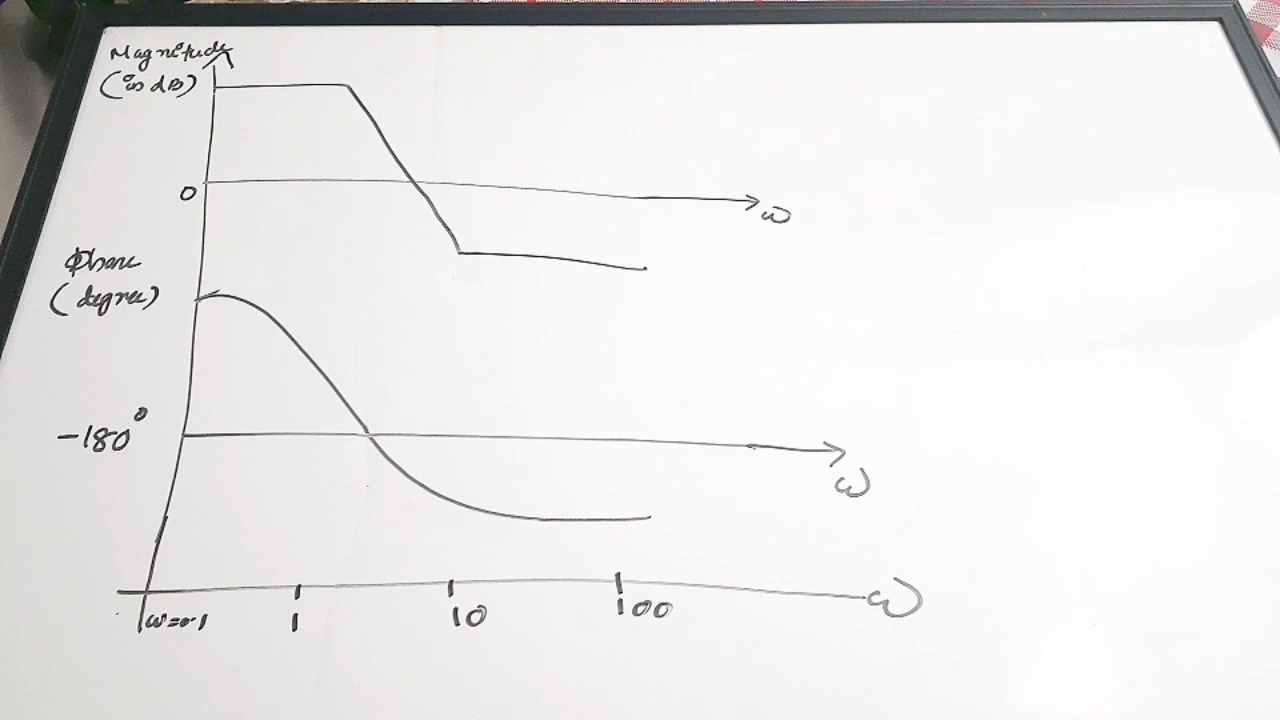 Magnitude
(in dB)
0
ω
Phase
(degree)
-180°
ω
ω=0.1
1
10
100
ω